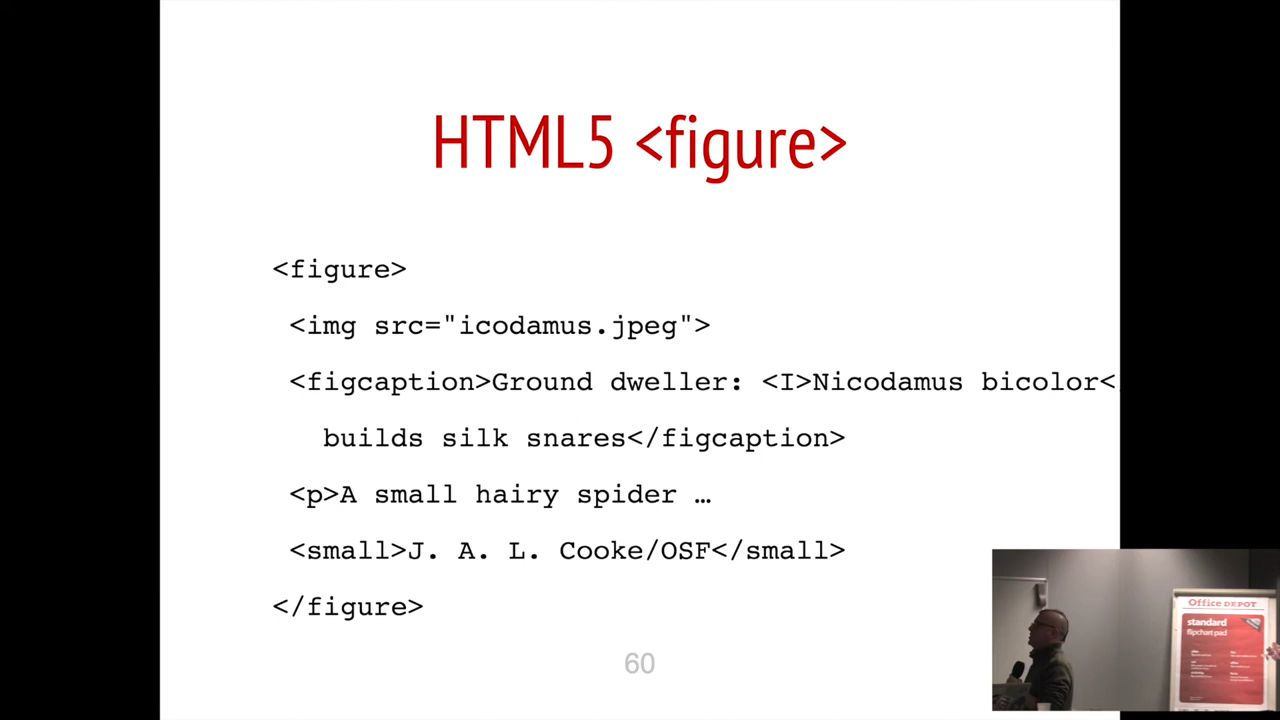 HTML5 <figure>
<figure>
<img src="icodamus.jpeg">
<figcaption>Ground dweller: <I>Nicodamus bicolor<
builds silk snares</figcaption>
<p>A small hairy spider …
<small>J. A. L. Cooke/OSF</small>
</figure>
60
Office DEPOT
standard
flipchart pad